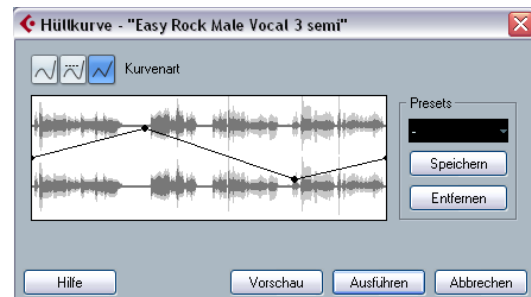 Hüllkurve - "Easy Rock Male Vocal 3 semi"
Kurvenart
Presets
-
Speichern
Entfernen
Hilfe
Vorschau
Ausführen
Abbrechen